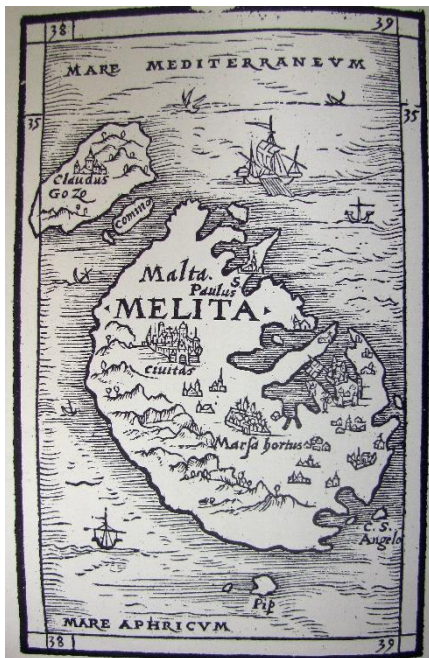 38 39
MARE MEDITERRANEVM
35 35
Claudus
Goze
Comino
Malta.
Paulus S
MELITA
Ciuitas
Marsa hortus
C. S.
Angelo
Pip
MARE APHRICVM
38 39